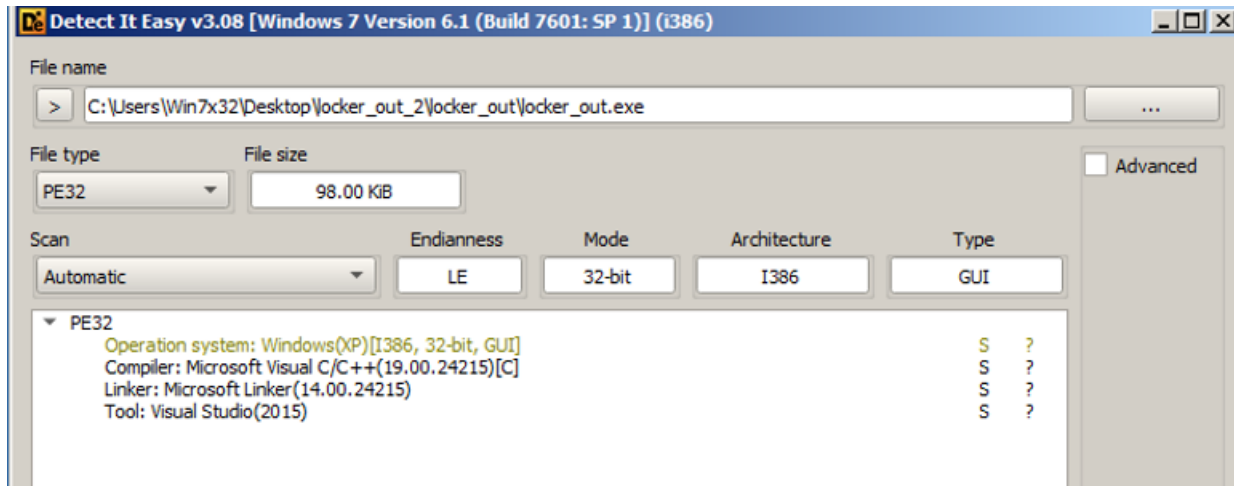 Detect It Easy v3.08 [Windows 7 Version 6.1 (Build 7601: SP 1)] (i386)
File name
> C:\Users\Win7x32\Desktop\locker_out_2\locker_out\locker_out.exe ...
File type File size Advanced
PE32 98.00 KiB
Scan Endianness Mode Architecture Type
Automatic LE 32-bit I386 GUI
PE32
Operation system: Windows(XP)[I386, 32-bit, GUI] S ?
Compiler: Microsoft Visual C/C++(19.00.24215)[C] S ?
Linker: Microsoft Linker(14.00.24215) S ?
Tool: Visual Studio(2015) S ?